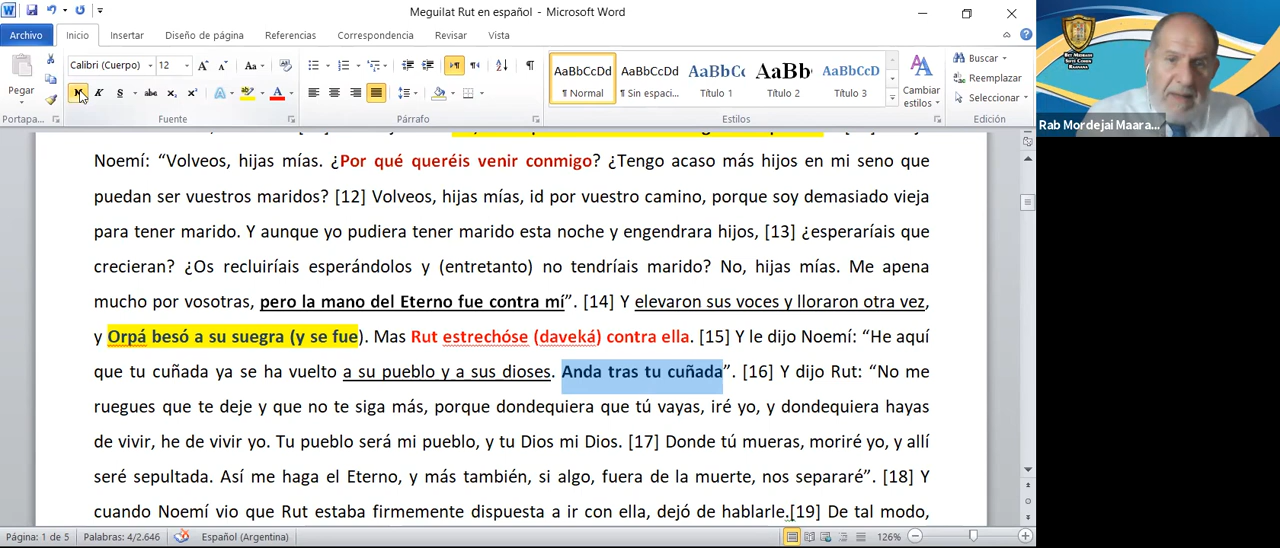 Meguilat Rut en español - Microsoft Word
Archivo Inicio Insertar Diseño de página Referencias Correspondencia Revisar Vista
Pegar
Calibri (Cuerpo) 12
AaBbCcDd AaBbCcDd AaBbCc AaBb AaBbCcDd
¶ Normal ¶ Sin espaci... Título 1 Título 2 Título 3
Cambiar estilos
Buscar
Reemplazar
Seleccionar
Portapa... Fuente Párrafo Estilos Edición
Rab Mordejai Maara...
Noemí: “Volveos, hijas mías. ¿Por qué queréis venir conmigo? ¿Tengo acaso más hijos en mi seno que
puedan ser vuestros maridos? [12] Volveos, hijas mías, id por vuestro camino, porque soy demasiado vieja
para tener marido. Y aunque yo pudiera tener marido esta noche y engendrara hijos, [13] ¿esperaríais que
crecieran? ¿Os recluiríais esperándolos y (entretanto) no tendríais marido? No, hijas mías. Me apena
mucho por vosotras, pero la mano del Eterno fue contra mí”. [14] Y elevaron sus voces y lloraron otra vez,
y Orpá besó a su suegra (y se fue). Mas Rut estrechóse (daveká) contra ella. [15] Y le dijo Noemí: “He aquí
que tu cuñada ya se ha vuelto a su pueblo y a sus dioses. Anda tras tu cuñada”. [16] Y dijo Rut: “No me
ruegues que te deje y que no te siga más, porque dondequiera que tú vayas, iré yo, y dondequiera hayas
de vivir, he de vivir yo. Tu pueblo será mi pueblo, y tu Dios mi Dios. [17] Donde tú mueras, moriré yo, y allí
seré sepultada. Así me haga el Eterno, y más también, si algo, fuera de la muerte, nos separaré”. [18] Y
cuando Noemí vio que Rut estaba firmemente dispuesta a ir con ella, dejó de hablarle.[19] De tal modo,
Página: 1 de 5 Palabras: 4/2.646 Español (Argentina) 126%